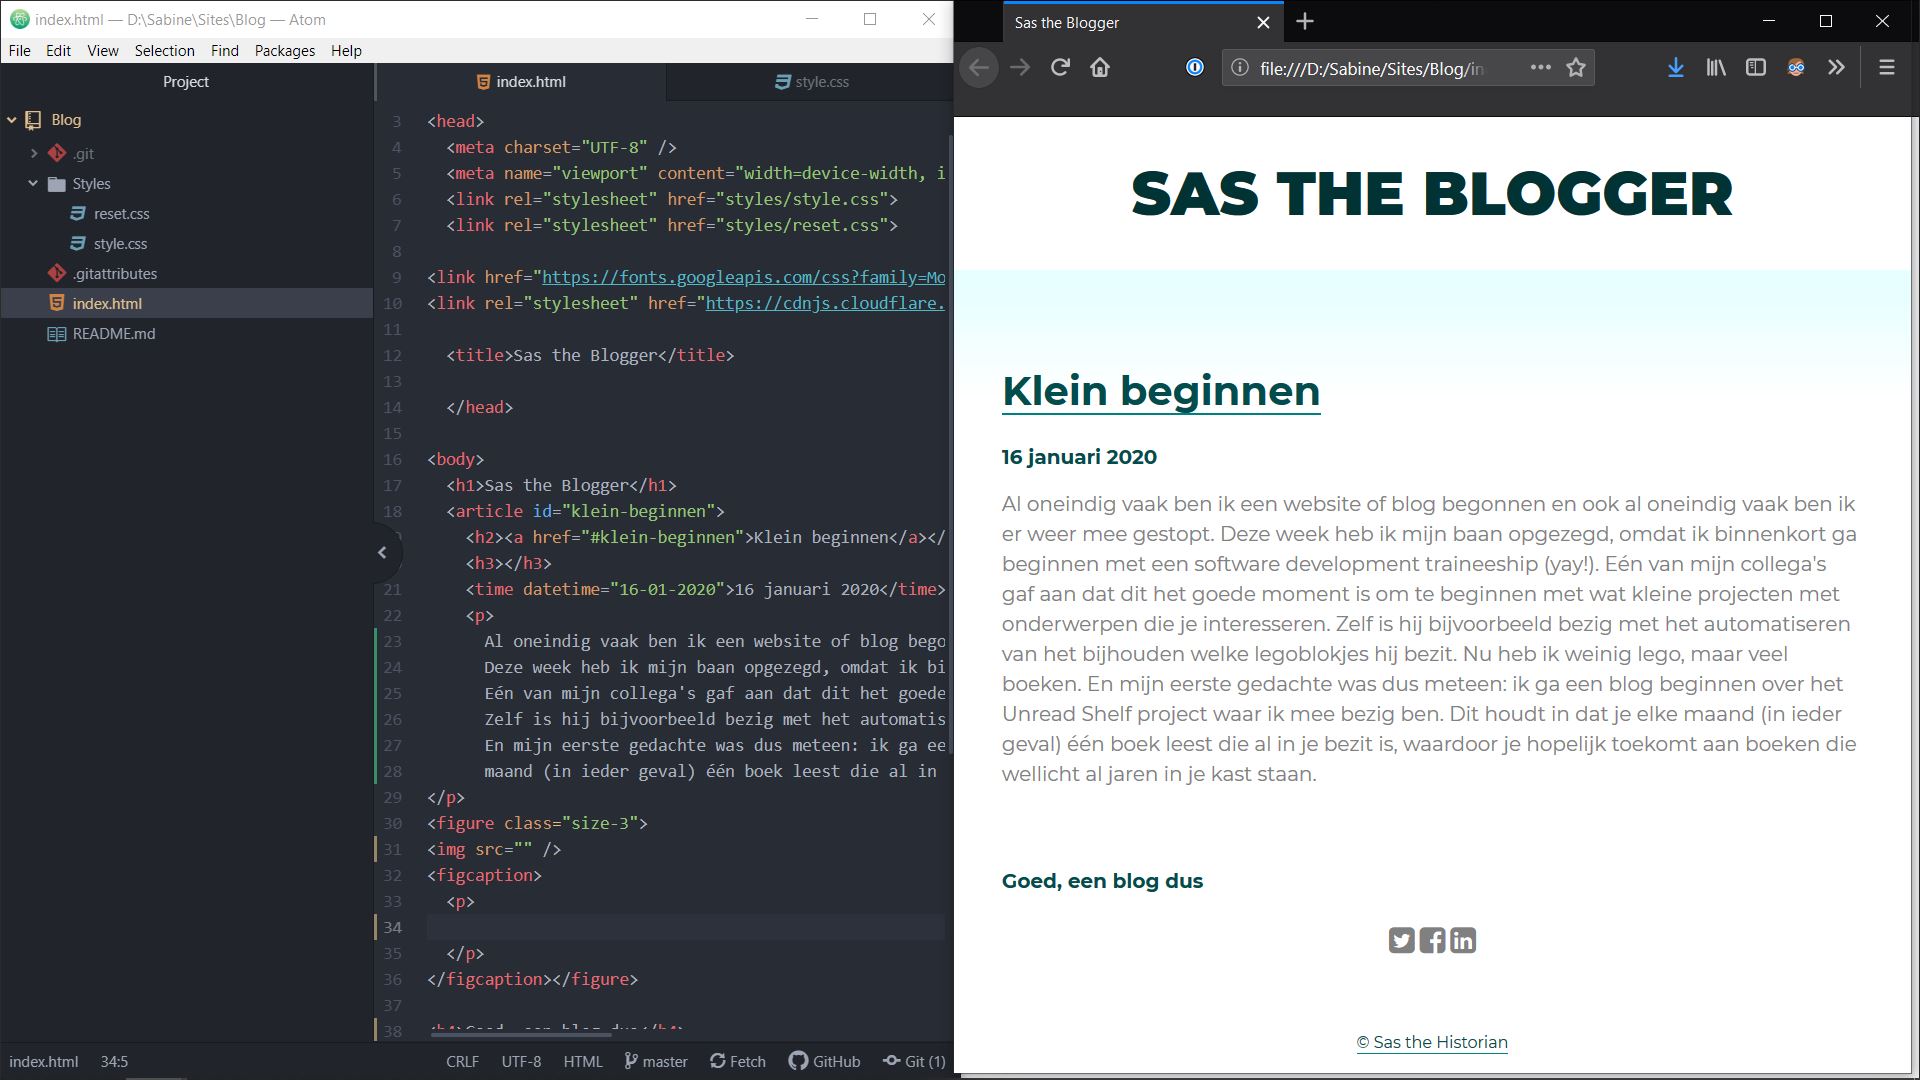 index.html — D:\Sabine\Sites\Blog — Atom
File Edit View Selection Find Packages Help
Project
Blog
.git
Styles
reset.css
style.css
.gitattributes
index.html
README.md
index.html
style.css
3 <head>
4 <meta charset="UTF-8" />
5 <meta name="viewport" content="width=device-width, i
6 <link rel="stylesheet" href="styles/style.css">
7 <link rel="stylesheet" href="styles/reset.css">
8
9 <link href="https://fonts.googleapis.com/css?family=Mo
10 <link rel="stylesheet" href="https://cdnjs.cloudflare.
11
12 <title>Sas the Blogger</title>
13
14 </head>
15
16 <body>
17 <h1>Sas the Blogger</h1>
18 <article id="klein-beginnen">
<h2><a href="#klein-beginnen">Klein beginnen</a></
<h3></h3>
21 <time datetime="16-01-2020">16 januari 2020</time>
22 <p>
23 Al oneindig vaak ben ik een website of blog bego
24 Deze week heb ik mijn baan opgezegd, omdat ik bi
25 Eén van mijn collega's gaf aan dat dit het goede
26 Zelf is hij bijvoorbeeld bezig met het automatis
27 En mijn eerste gedachte was dus meteen: ik ga ee
28 maand (in ieder geval) één boek leest die al in
29 </p>
30 <figure class="size-3">
31 <img src="" />
32 <figcaption>
33 <p>
34
35 </p>
36 </figcaption></figure>
37
38 <h4>Goed, een blog dus</h4>
index.html 34:5 CRLF UTF-8 HTML master Fetch GitHub Git (1)
Sas the Blogger
file:///D:/Sabine/Sites/Blog/in
SAS THE BLOGGER
Klein beginnen
16 januari 2020
Al oneindig vaak ben ik een website of blog begonnen en ook al oneindig vaak ben ik
er weer mee gestopt. Deze week heb ik mijn baan opgezegd, omdat ik binnenkort ga
beginnen met een software development traineeship (yay!). Eén van mijn collega's
gaf aan dat dit het goede moment is om te beginnen met wat kleine projecten met
onderwerpen die je interesseren. Zelf is hij bijvoorbeeld bezig met het automatiseren
van het bijhouden welke legoblokjes hij bezit. Nu heb ik weinig lego, maar veel
boeken. En mijn eerste gedachte was dus meteen: ik ga een blog beginnen over het
Unread Shelf project waar ik mee bezig ben. Dit houdt in dat je elke maand (in ieder
geval) één boek leest die al in je bezit is, waardoor je hopelijk toekomt aan boeken die
wellicht al jaren in je kast staan.
Goed, een blog dus
© Sas the Historian